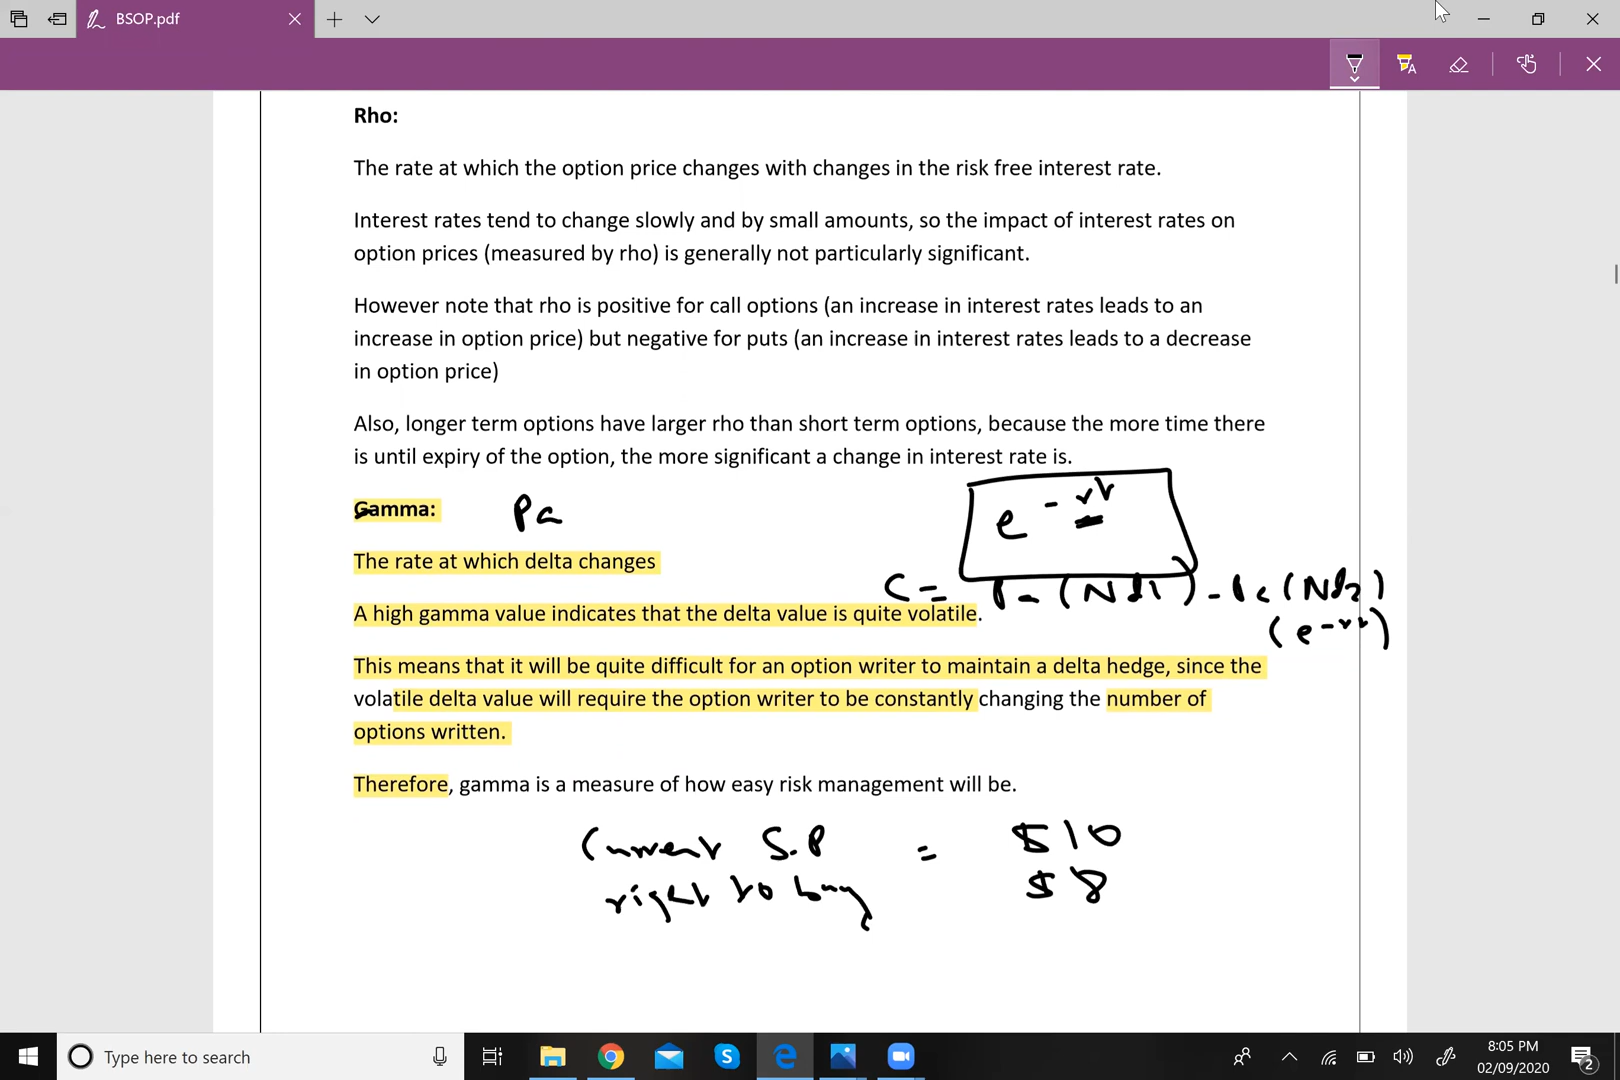 BSOP.pdf
Rho:
The rate at which the option price changes with changes in the risk free interest rate.
Interest rates tend to change slowly and by small amounts, so the impact of interest rates on
option prices (measured by rho) is generally not particularly significant.
However note that rho is positive for call options (an increase in interest rates leads to an
increase in option price) but negative for puts (an increase in interest rates leads to a decrease
in option price)
Also, longer term options have larger rho than short term options, because the more time there
is until expiry of the option, the more significant a change in interest rate is.
Gamma: Pa
e -rt
The rate at which delta changes
C = Pa (Nd1) - Pe (Nd2)
A high gamma value indicates that the delta value is quite volatile.
(e -rt)
This means that it will be quite difficult for an option writer to maintain a delta hedge, since the
volatile delta value will require the option writer to be constantly changing the number of
options written.
Therefore, gamma is a measure of how easy risk management will be.
Current S.P = $10
right to buy $8
Type here to search
8:05 PM
02/09/2020
2